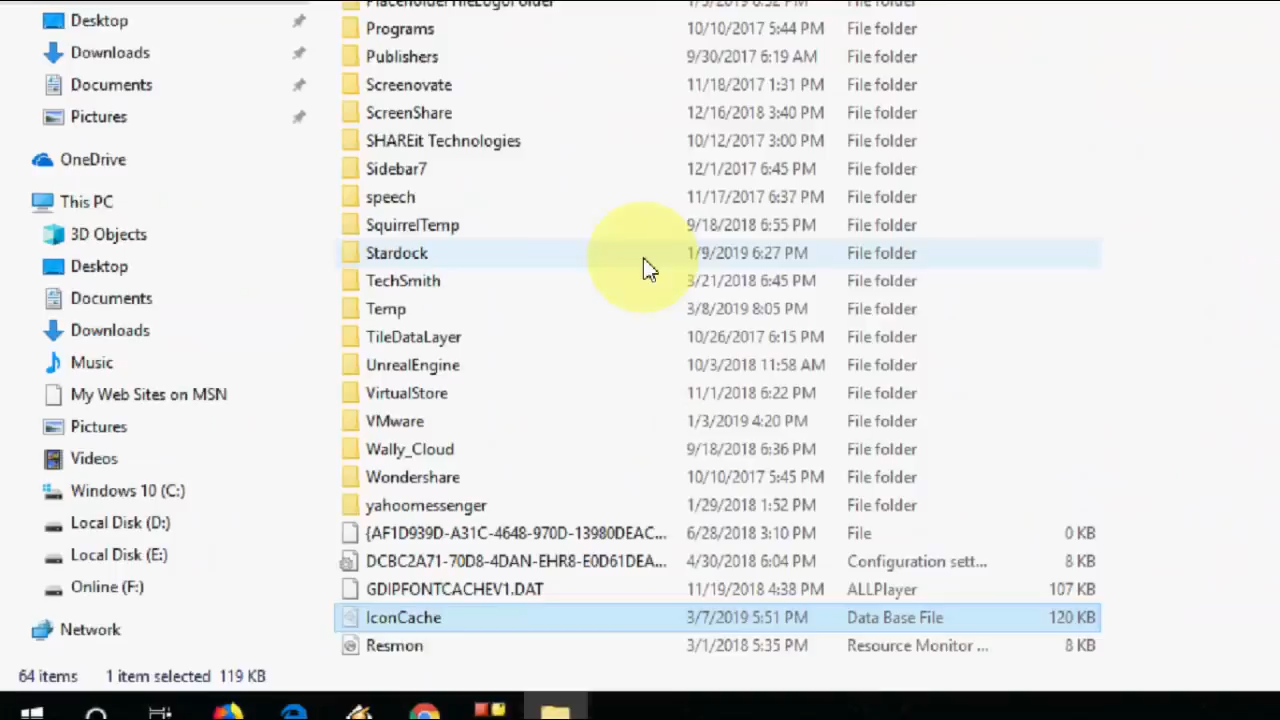 Desktop
Downloads
Documents
Pictures
OneDrive
This PC
3D Objects
Desktop
Documents
Downloads
Music
My Web Sites on MSN
Pictures
Videos
Windows 10 (C:)
Local Disk (D:)
Local Disk (E:)
Online (F:)
Network
PlaceholderTileLogoFolder 1/3/2019 6:32 PM File folder
Programs 10/10/2017 5:44 PM File folder
Publishers 9/30/2017 6:19 AM File folder
Screenovate 11/18/2017 1:31 PM File folder
ScreenShare 12/16/2018 3:40 PM File folder
SHAREit Technologies 10/12/2017 3:00 PM File folder
Sidebar7 12/1/2017 6:45 PM File folder
speech 11/17/2017 6:37 PM File folder
SquirrelTemp 9/18/2018 6:55 PM File folder
Stardock 1/9/2019 6:27 PM File folder
TechSmith 3/21/2018 6:45 PM File folder
Temp 3/8/2019 8:05 PM File folder
TileDataLayer 10/26/2017 6:15 PM File folder
UnrealEngine 10/3/2018 11:58 AM File folder
VirtualStore 11/1/2018 6:22 PM File folder
VMware 1/3/2019 4:20 PM File folder
Wally_Cloud 9/18/2018 6:36 PM File folder
Wondershare 10/10/2017 5:45 PM File folder
yahoomessenger 1/29/2018 1:52 PM File folder
{AF1D939D-A31C-4648-970D-13980DEAC... 6/28/2018 3:10 PM File 0 KB
DCBC2A71-70D8-4DAN-EHR8-E0D61DEA... 4/30/2018 6:04 PM Configuration sett... 8 KB
GDIPFONTCACHEV1.DAT 11/19/2018 4:38 PM ALLPlayer 107 KB
IconCache 3/7/2019 5:51 PM Data Base File 120 KB
Resmon 3/1/2018 5:35 PM Resource Monitor ... 8 KB
64 items 1 item selected 119 KB